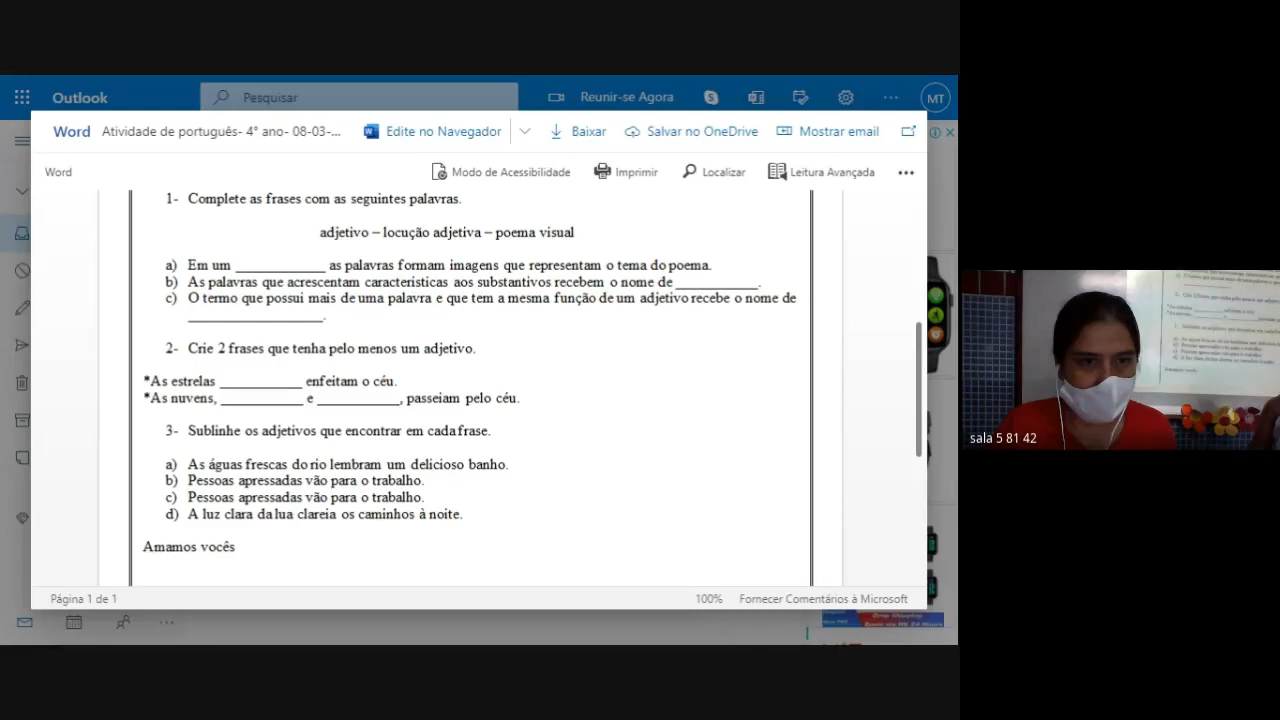 Outlook
Pesquisar
Reunir-se Agora
MT
Word
Atividade de português- 4° ano- 08-03-...
Edite no Navegador
Baixar
Salvar no OneDrive
Mostrar email
Word
Modo de Acessibilidade
Imprimir
Localizar
Leitura Avançada
1- Complete as frases com as seguintes palavras.
adjetivo – locução adjetiva – poema visual
a) Em um _____________ as palavras formam imagens que representam o tema do poema.
b) As palavras que acrescentam características aos substantivos recebem o nome de ____________.
c) O termo que possui mais de uma palavra e que tem a mesma função de um adjetivo recebe o nome de
___________________.
2- Crie 2 frases que tenha pelo menos um adjetivo.
*As estrelas ____________ enfeitam o céu.
*As nuvens, ____________ e ____________, passeiam pelo céu.
3- Sublinhe os adjetivos que encontrar em cada frase.
a) As águas frescas do rio lembram um delicioso banho.
b) Pessoas apressadas vão para o trabalho.
c) Pessoas apressadas vão para o trabalho.
d) A luz clara da lua clareia os caminhos à noite.
Amamos vocês
Página 1 de 1
100%
Fornecer Comentários à Microsoft
sala 5 81 42